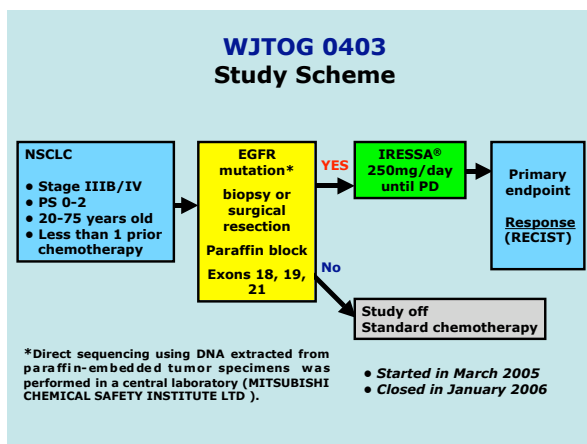 WJTOG 0403
Study Scheme
NSCLC
● Stage IIIB/IV
● PS 0-2
● 20-75 years old
● Less than 1 prior
chemotherapy
EGFR
mutation*
biopsy or
surgical
resection
Paraffin block
Exons 18, 19,
21
YES
IRESSA®
250mg/day
until PD
Primary
endpoint
Response
(RECIST)
No
Study off
Standard chemotherapy
*Direct sequencing using DNA extracted from
paraffin-embedded tumor specimens was
performed in a central laboratory (MITSUBISHI
CHEMICAL SAFETY INSTITUTE LTD ).
● Started in March 2005
● Closed in January 2006